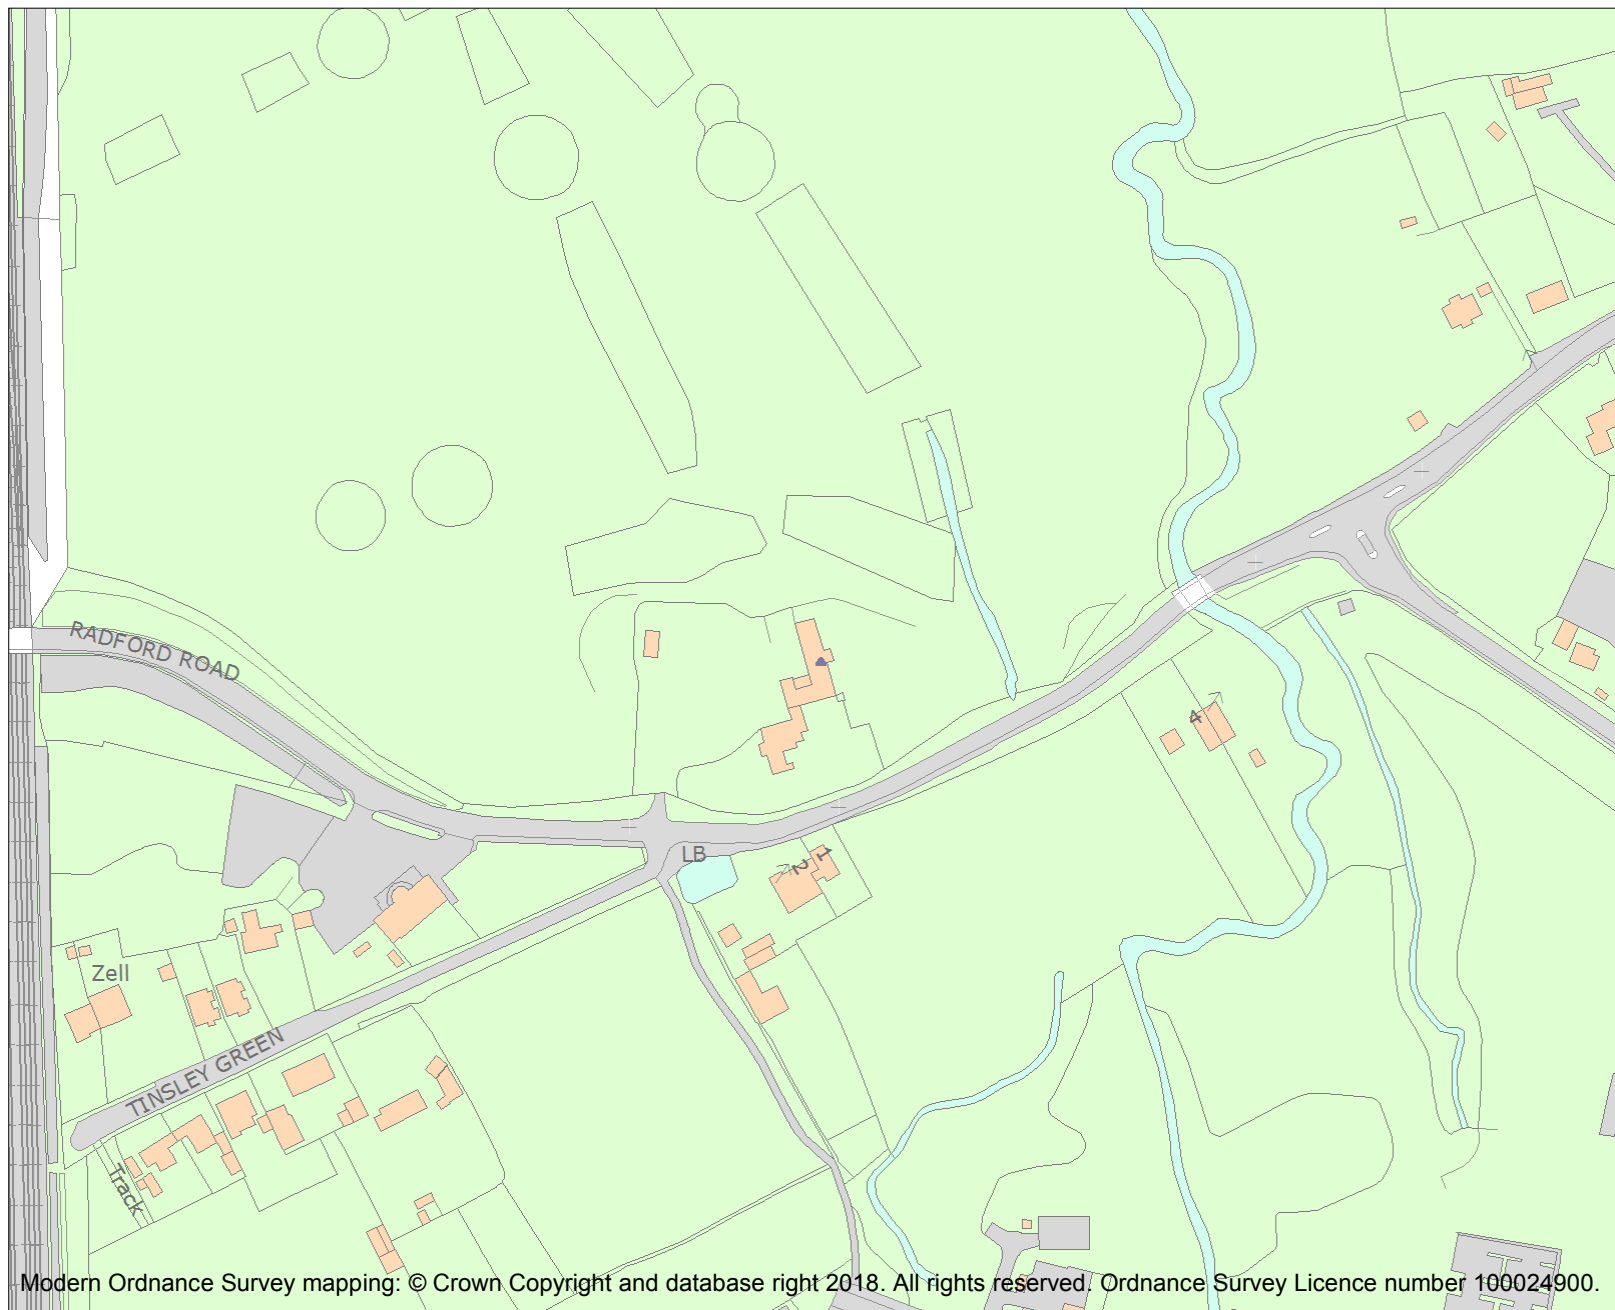 RADFORD ROAD
4
LB
1
2
Zell
TINSLEY GREEN
Track
Modern Ordnance Survey mapping: © Crown Copyright and database right 2018. All rights reserved. Ordnance Survey Licence number 100024900.